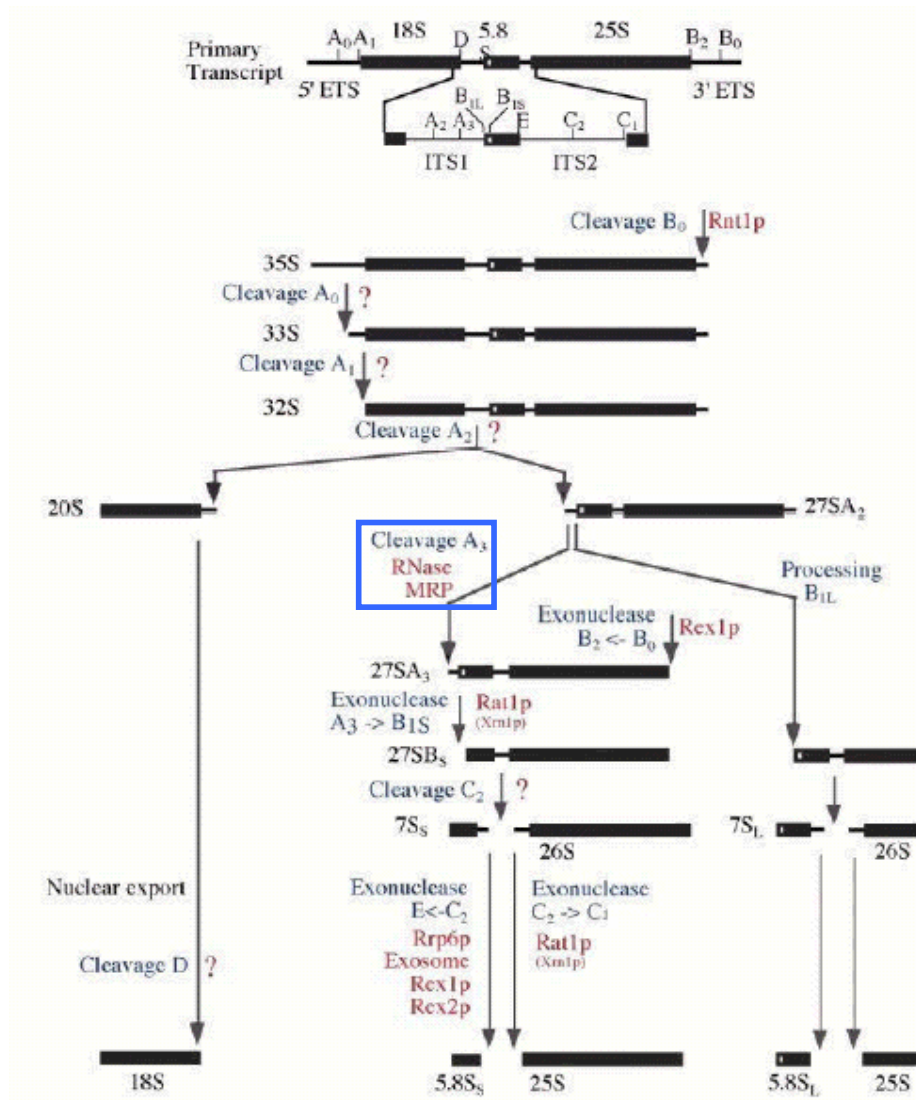 18S D 5.8 S 25S
A₀ A₁ B₂ B₀
Primary
Transcript
5' ETS 3' ETS
B₁L B₁S
A₂ A₃ E C₂ C₁
ITS1 ITS2
Cleavage B₀ Rnt1p
35S
Cleavage A₀ ?
33S
Cleavage A₁ ?
32S
Cleavage A₂ ?
20S 27SA₂
Cleavage A₃
RNase
MRP
Processing
B₁L
Exonuclease
B₂ <- B₀ Rex1p
27SA₃
Exonuclease Rat1p
A3 -> B1S (Xrn1p)
27SBₛ
Cleavage C₂ ?
7Sₛ 26S 7S_L 26S
Nuclear export
Exonuclease Exonuclease
E<-C₂ C₂ -> C₁
Rrp6p Rat1p
Exosome (Xrn1p)
Rex1p
Rex2p
Cleavage D ?
18S 5.8Sₛ 25S 5.8S_L 25S